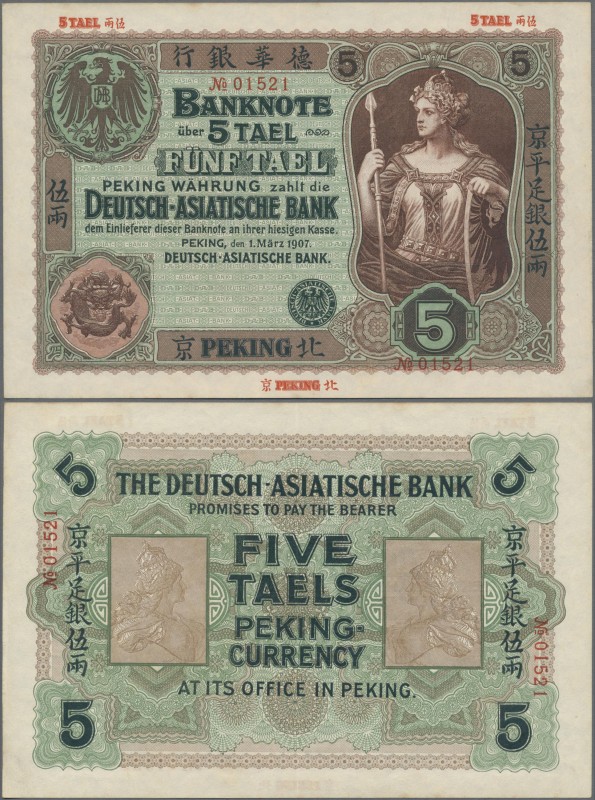 5 TAEL 兩伍
5 TAEL 兩伍
行銀華德
5
5
№ 01521
BANKNOTE
über 5 TAEL
FÜNF TAEL
PEKING WÄHRUNG zahlt die
DEUTSCH-ASIATISCHE BANK
dem Einlieferer dieser Banknote an ihrer hiesigen Kasse.
PEKING, den 1. März 1907.
DEUTSCH-ASIATISCHE BANK.
伍兩
京平足銀伍兩
5
京 PEKING 北
№ 01521
京 PEKING 北
5
5
THE DEUTSCH-ASIATISCHE BANK
PROMISES TO PAY THE BEARER
№ 01521
京平足銀伍兩
FIVE
TAELS
PEKING-
CURRENCY
AT ITS OFFICE IN PEKING.
京平足銀伍兩
№ 01521
5
5